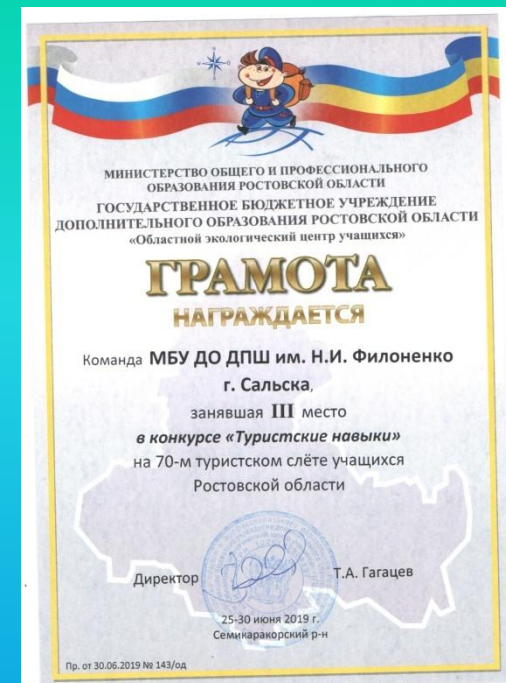 МИНИСТЕРСТВО ОБЩЕГО И ПРОФЕССИОНАЛЬНОГО
ОБРАЗОВАНИЯ РОСТОВСКОЙ ОБЛАСТИ
ГОСУДАРСТВЕННОЕ БЮДЖЕТНОЕ УЧРЕЖДЕНИЕ
ДОПОЛНИТЕЛЬНОГО ОБРАЗОВАНИЯ РОСТОВСКОЙ ОБЛАСТИ
«Областной экологический центр учащихся»
ГРАМОТА
НАГРАЖДАЕТСЯ
Команда МБУ ДО ДПШ им. Н.И. Филоненко
г. Сальска,
занявшая III место
в конкурсе «Туристские навыки»
на 70-м туристском слёте учащихся
Ростовской области
Директор Т.А. Гагацев
25-30 июня 2019 г.
Семикаракорский р-н
Пр. от 30.06.2019 № 143/од